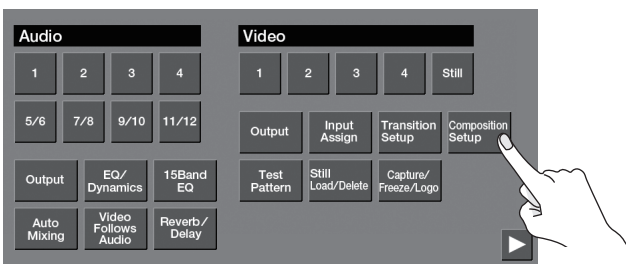 Audio
1 2 3 4
5/6 7/8 9/10 11/12
Output
EQ/
Dynamics
15Band
EQ
Auto
Mixing
Video
Follows
Audio
Reverb/
Delay
Video
1 2 3 4 Still
Output
Input
Assign
Transition
Setup
Composition
Setup
Test
Pattern
Still
Load/Delete
Capture/
Freeze/Logo